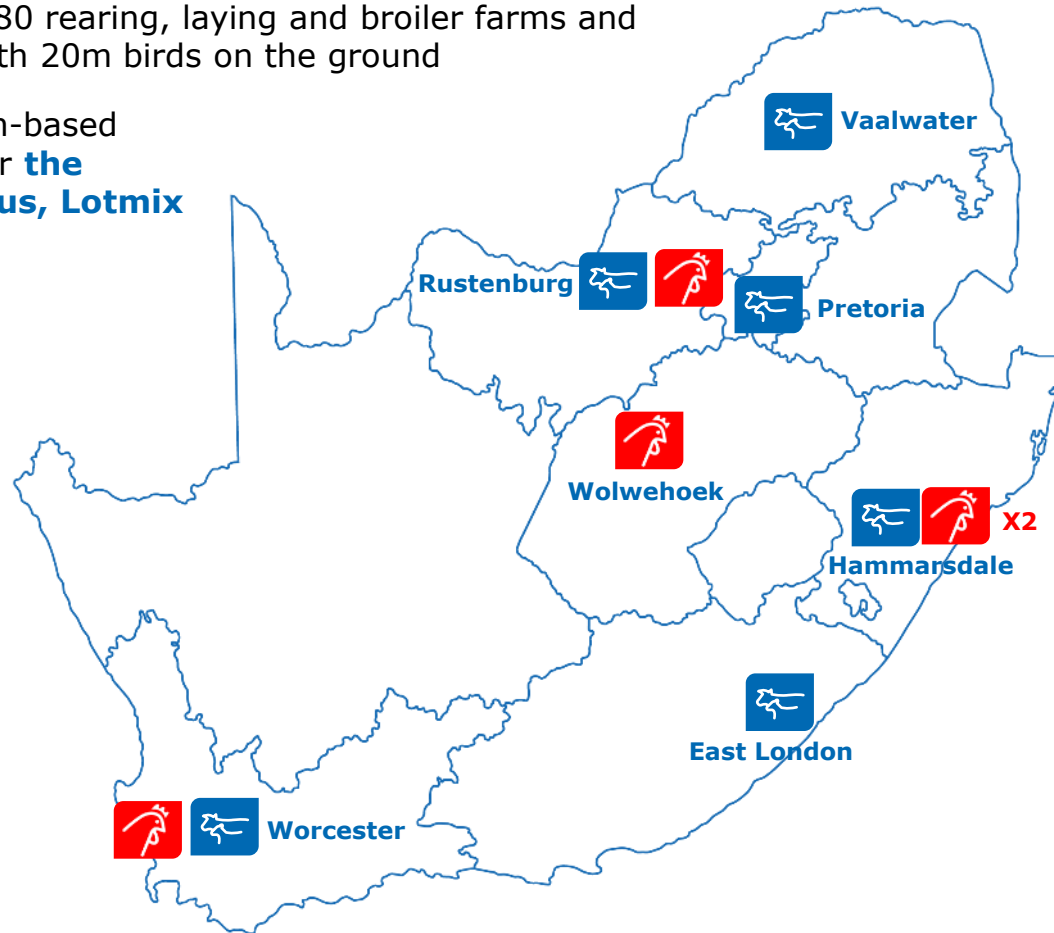 80 rearing, laying and broiler farms and
th 20m birds on the ground
n-based
r the
us, Lotmix
Vaalwater
Rustenburg
Pretoria
Wolwehoek
X2
Hammarsdale
East London
Worcester